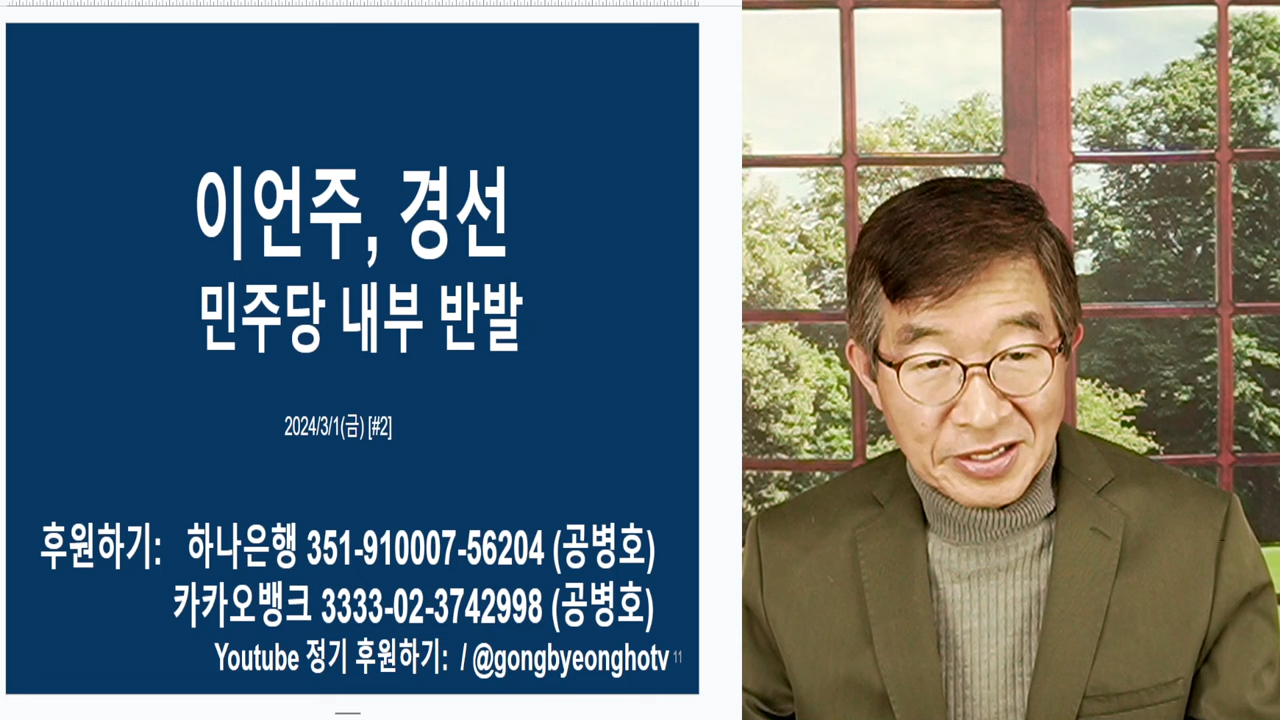 이언주, 경선
민주당 내부 반발
2024/3/1(금) [#2]
후원하기: 하나은행 351-910007-56204 (공병호)
카카오뱅크 3333-02-3742998 (공병호)
Youtube 정기 후원하기: / @gongbyeonghotv
11